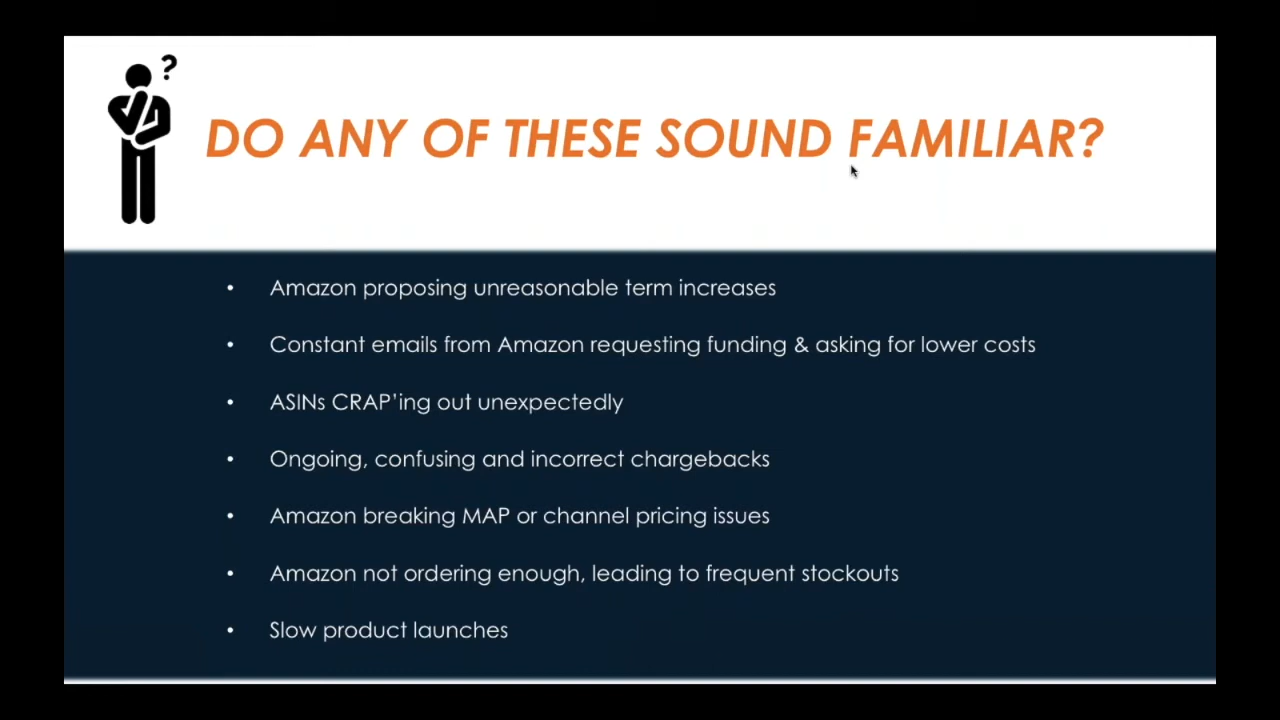 ?
DO ANY OF THESE SOUND FAMILIAR?
• Amazon proposing unreasonable term increases
• Constant emails from Amazon requesting funding & asking for lower costs
• ASINs CRAP’ing out unexpectedly
• Ongoing, confusing and incorrect chargebacks
• Amazon breaking MAP or channel pricing issues
• Amazon not ordering enough, leading to frequent stockouts
• Slow product launches